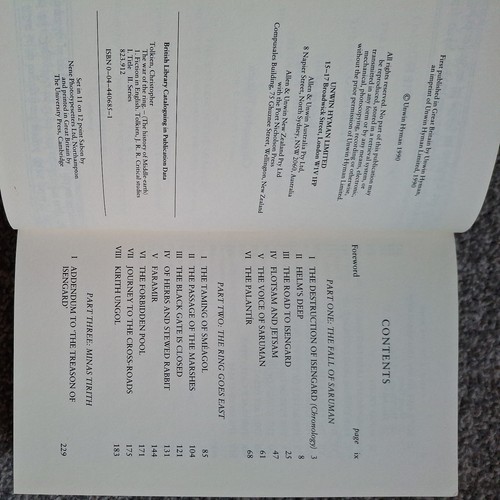 First published in Great Britain by Unwin Hyman,
an imprint of Unwin Hyman Limited, 1990
© Unwin Hyman 1990
All rights reserved. No part of this publication may
be reproduced, stored in a retrieval system, or
transmitted in any form or by any means, electronic,
mechanical, photocopying, recording or otherwise,
without the prior permission of Unwin Hyman Limited.
UNWIN HYMAN LIMITED
15–17 Broadwick Street, London W1V 1FP
Allen & Unwin Australia Pty Ltd,
8 Napier Street, North Sydney, NSW 2060, Australia
Allen & Unwin New Zealand Pty Ltd
with the Port Nicholson Press
Compusales Building, 75 Ghuznee Street, Wellington, New Zealand
British Library Cataloguing in Publication Data
Tolkien, Christopher
The war of the ring. – (The history of Middle-earth)
1. Fiction in English. Tolkien, J. R. R. Critical studies
I. Title II. Series
823.912
ISBN 0–04–440685–1
Set in 11 on 12 point Sabon by
Nene Phototypesetters Ltd, Northampton
and printed in Great Britain by
The University Press, Cambridge
CONTENTS
Foreword page ix
PART ONE: THE FALL OF SARUMAN
I THE DESTRUCTION OF ISENGARD (Chronology) 3
II HELM'S DEEP 8
III THE ROAD TO ISENGARD 25
IV FLOTSAM AND JETSAM 47
V THE VOICE OF SARUMAN 61
VI THE PALANTÍR 68
PART TWO: THE RING GOES EAST
I THE TAMING OF SMÉAGOL 85
II THE PASSAGE OF THE MARSHES 104
III THE BLACK GATE IS CLOSED 121
IV OF HERBS AND STEWED RABBIT 131
V FARAMIR 144
VI THE FORBIDDEN POOL 171
VII JOURNEY TO THE CROSS-ROADS 175
VIII KIRITH UNGOL 183
PART THREE: MINAS TIRITH
I ADDENDUM TO 'THE TREASON OF
ISENGARD' 229